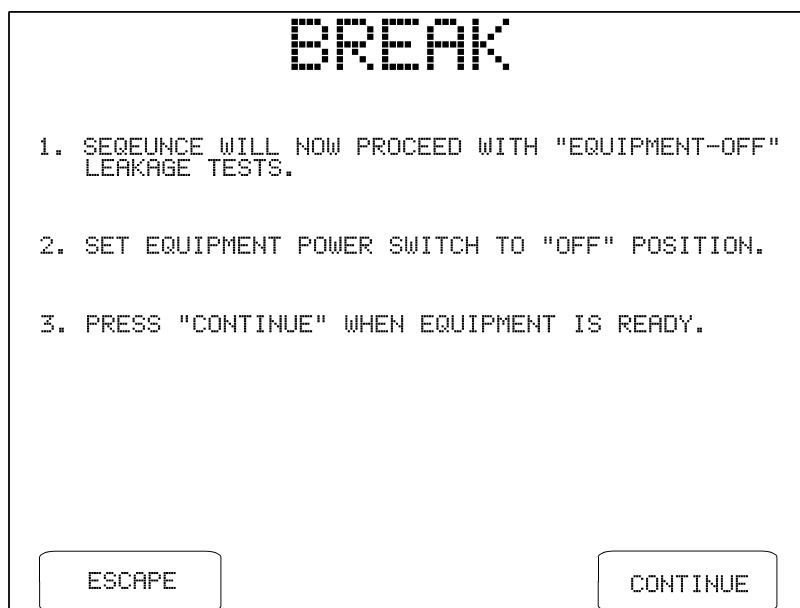 BREAK
1. SEQEUNCE WILL NOW PROCEED WITH "EQUIPMENT-OFF"
LEAKAGE TESTS.
2. SET EQUIPMENT POWER SWITCH TO "OFF" POSITION.
3. PRESS "CONTINUE" WHEN EQUIPMENT IS READY.
ESCAPE
CONTINUE